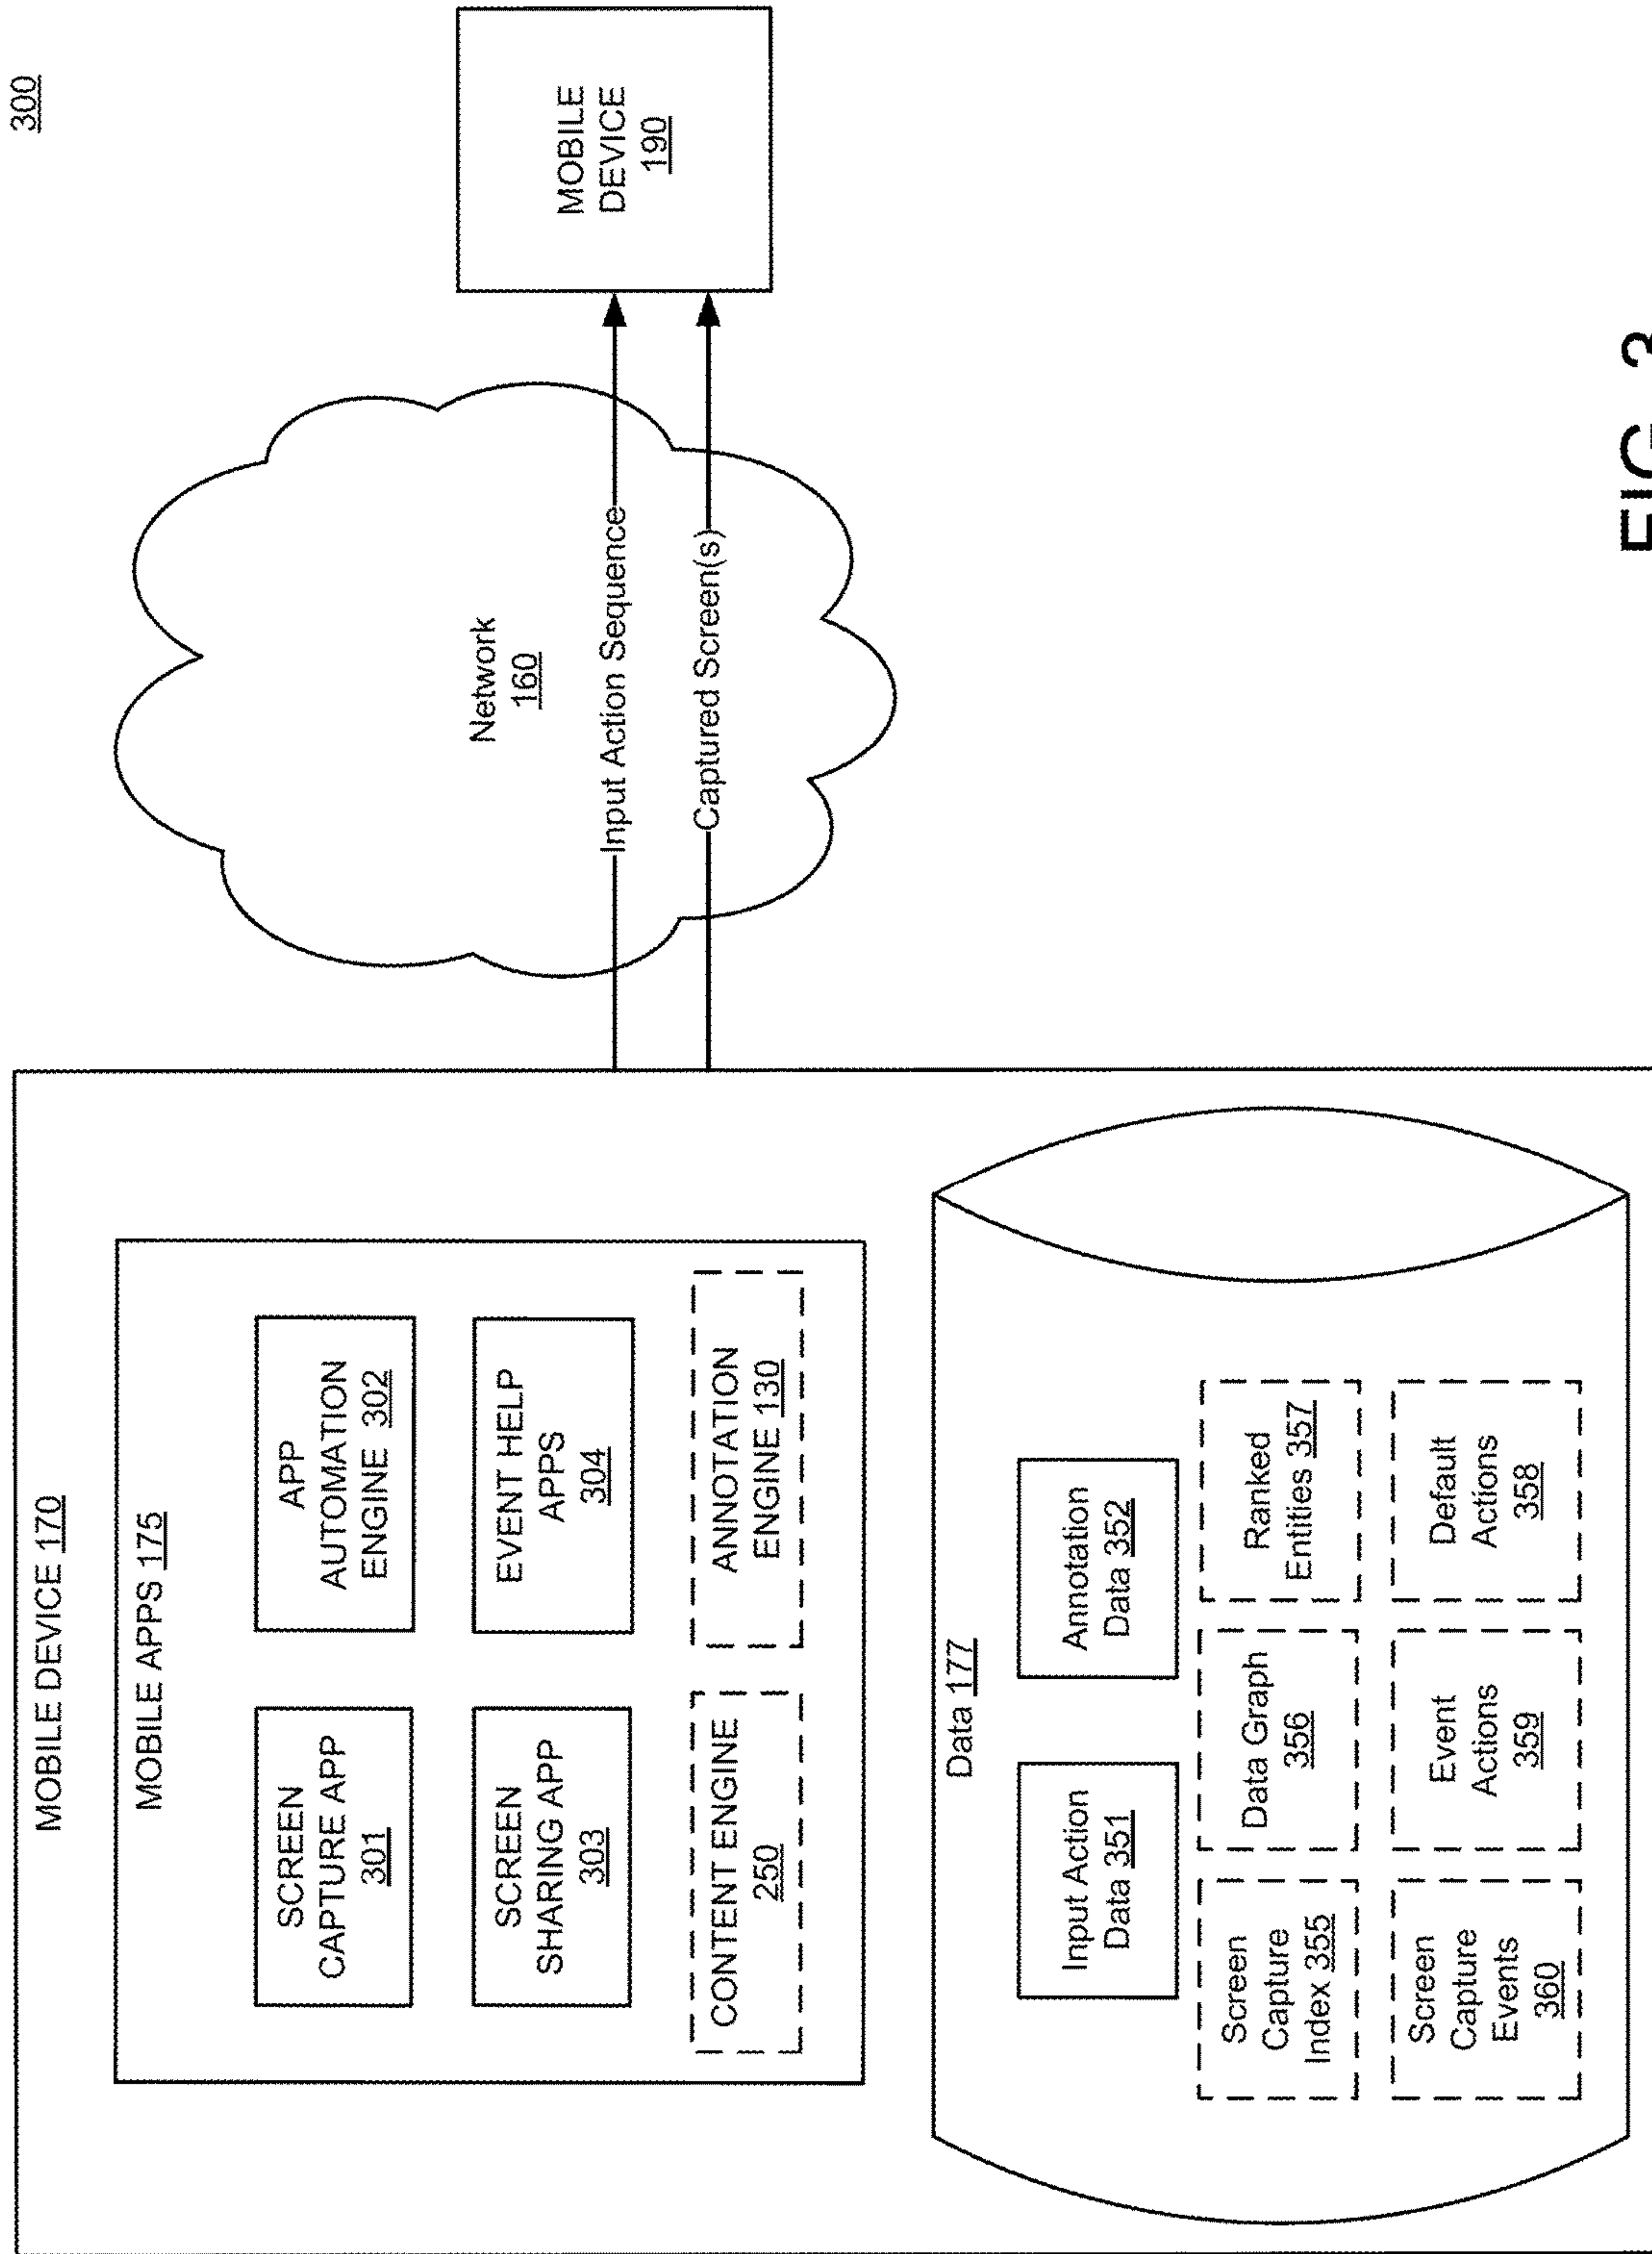 300
MOBILE DEVICE 170
MOBILE APPS 175
SCREEN
CAPTURE APP
301
APP
AUTOMATION
ENGINE 302
SCREEN
SHARING APP
303
EVENT HELP
APPS
304
CONTENT ENGINE
250
ANNOTATION
ENGINE 130
Data 177
Input Action
Data 351
Annotation
Data 352
Screen
Capture
Index 355
Data Graph
356
Ranked
Entities 357
Screen
Capture
Events
360
Event
Actions
359
Default
Actions
358
Network
160
Input Action Sequence
Captured Screen(s)
MOBILE
DEVICE
190
FIG. 3